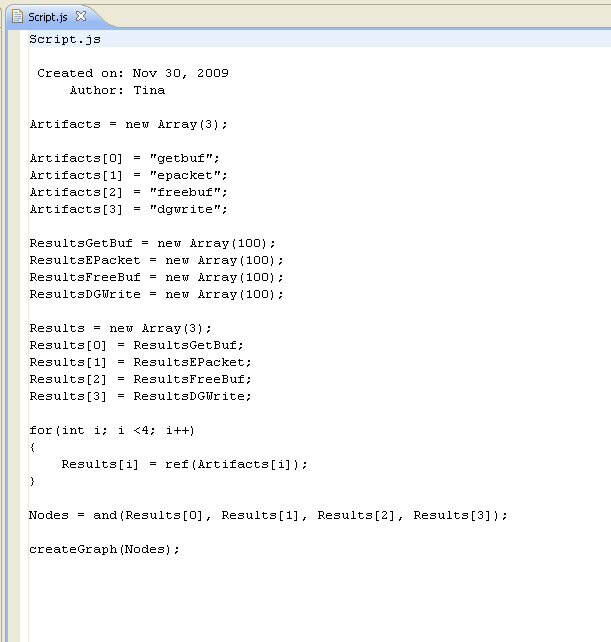 Script.js
Script.js
Created on: Nov 30, 2009
Author: Tina
Artifacts = new Array(3);
Artifacts[0] = "getbuf";
Artifacts[1] = "epacket";
Artifacts[2] = "freebuf";
Artifacts[3] = "dgwrite";
ResultsGetBuf = new Array(100);
ResultsEPacket = new Array(100);
ResultsFreeBuf = new Array(100);
ResultsDGWrite = new Array(100);
Results = new Array(3);
Results[0] = ResultsGetBuf;
Results[1] = ResultsEPacket;
Results[2] = ResultsFreeBuf;
Results[3] = ResultsDGWrite;
for(int i; i <4; i++)
{
Results[i] = ref(Artifacts[i]);
}
Nodes = and(Results[0], Results[1], Results[2], Results[3]);
createGraph(Nodes);